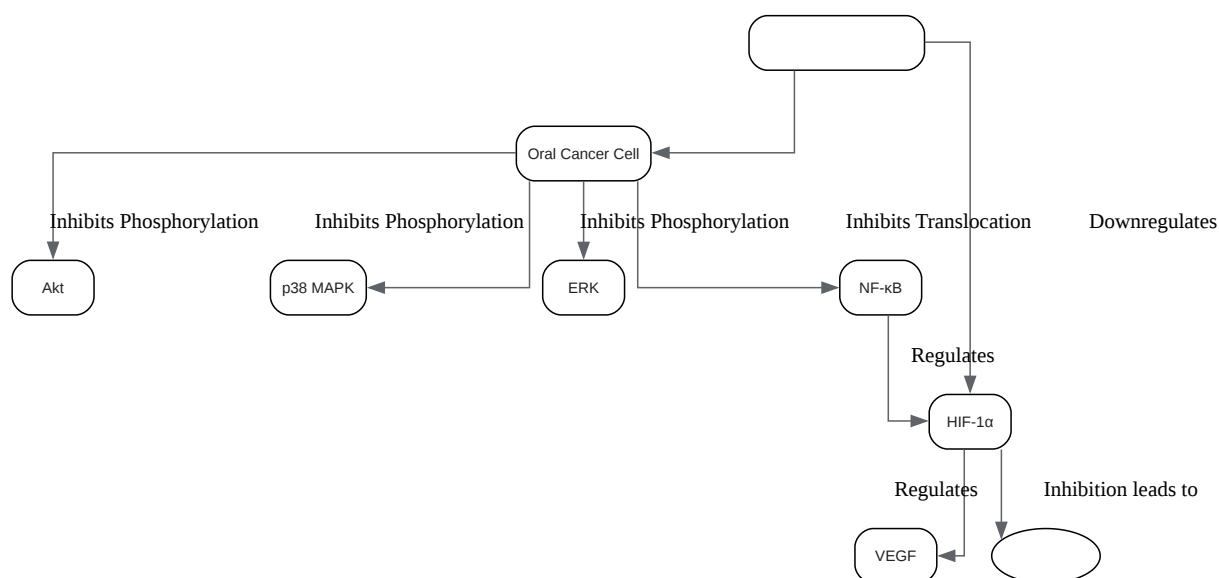 Oral Cancer Cell
Inhibits Phosphorylation
Inhibits Phosphorylation
Inhibits Phosphorylation
Inhibits Translocation
Downregulates
Akt
p38 MAPK
ERK
NF-κB
Regulates
HIF-1α
Regulates
Inhibition leads to
VEGF